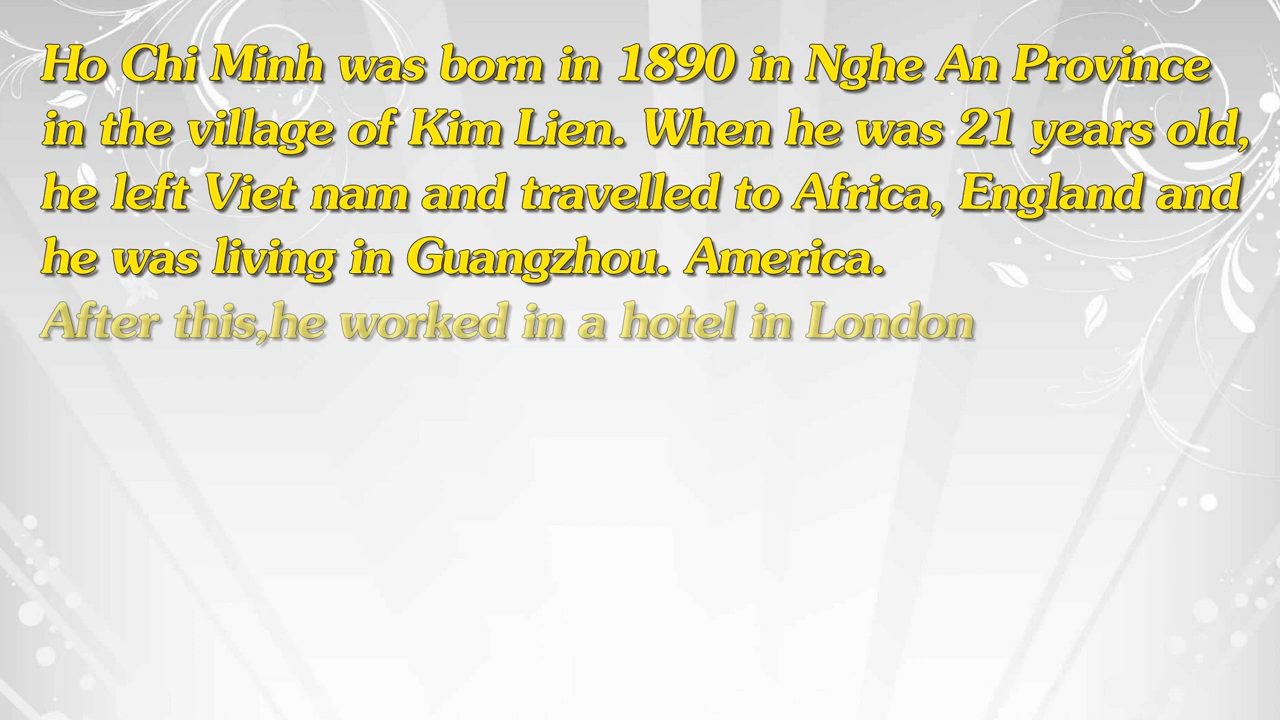 Ho Chi Minh was born in 1890 in Nghe An Province
in the village of Kim Lien. When he was 21 years old,
he left Viet nam and travelled to Africa, England and
he was living in Guangzhou. America.
After this,he worked in a hotel in London